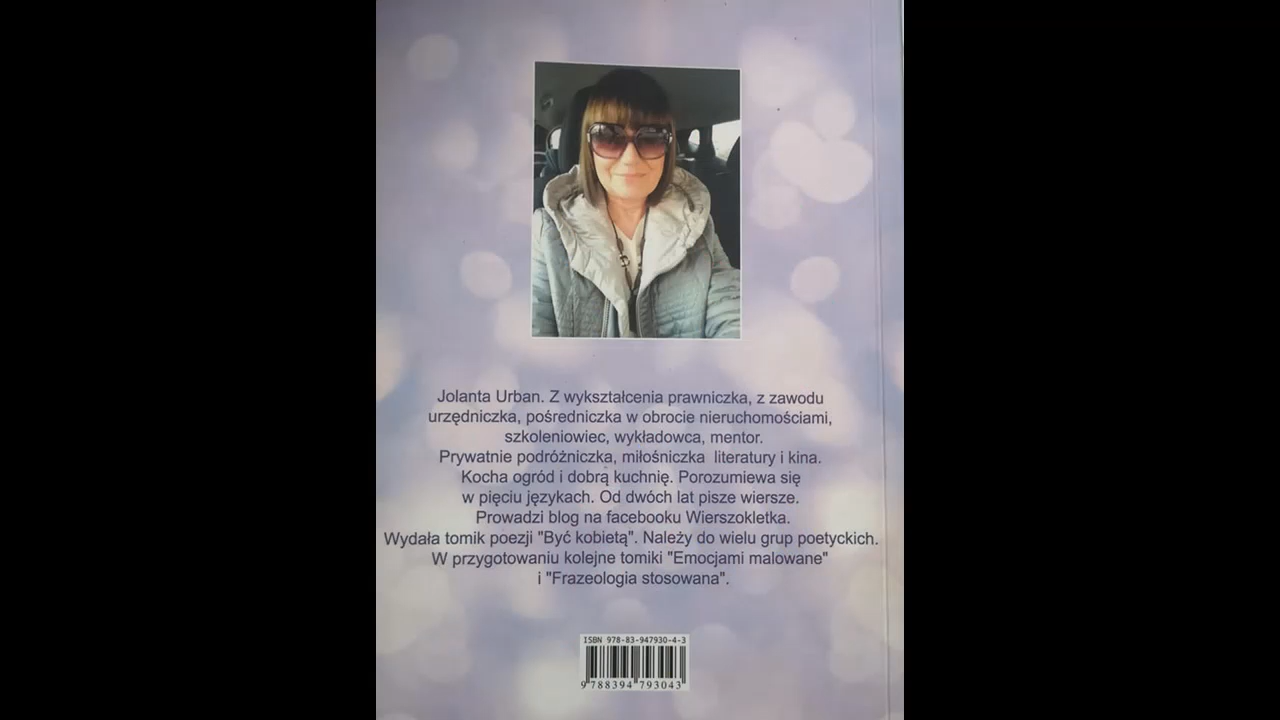 Jolanta Urban. Z wykształcenia prawniczka, z zawodu
urzędniczka, pośredniczka w obrocie nieruchomościami,
szkoleniowiec, wykładowca, mentor.
Prywatnie podróżniczka, miłośniczka literatury i kina.
Kocha ogród i dobrą kuchnię. Porozumiewa się
w pięciu językach. Od dwóch lat pisze wiersze.
Prowadzi blog na facebooku Wierszokletka.
Wydała tomik poezji "Być kobietą". Należy do wielu grup poetyckich.
W przygotowaniu kolejne tomiki "Emocjami malowane"
i "Frazeologia stosowana".
ISBN 978-83-947930-4-3
9 788394 793043